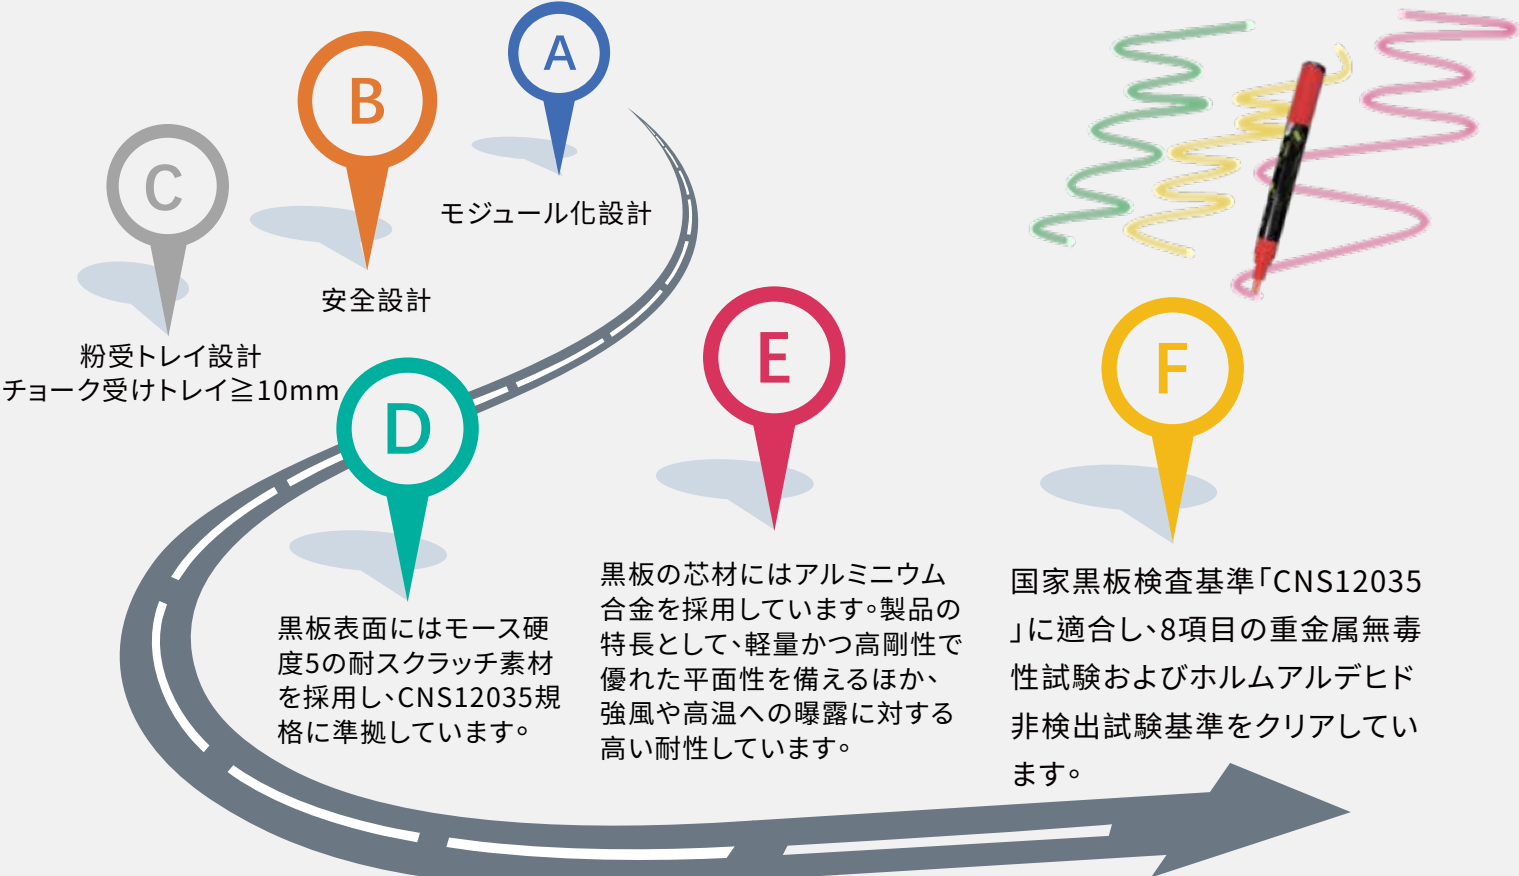 A
モジュール化設計
B
安全設計
C
粉受トレイ設計
チョーク受けトレイ≧10mm
D
黒板表面にはモース硬
度5の耐スクラッチ素材
を採用し、CNS12035規
格に準拠しています。
E
黒板の芯材にはアルミニウム
合金を採用しています。製品の
特長として、軽量かつ高剛性で
優れた平面性を備えるほか、
強風や高温への曝露に対する
高い耐性しています。
F
国家黒板検査基準「CNS12035
」に適合し、8項目の重金属無毒
性試験およびホルムアルデヒド
非検出試験基準をクリアしてい
ます。